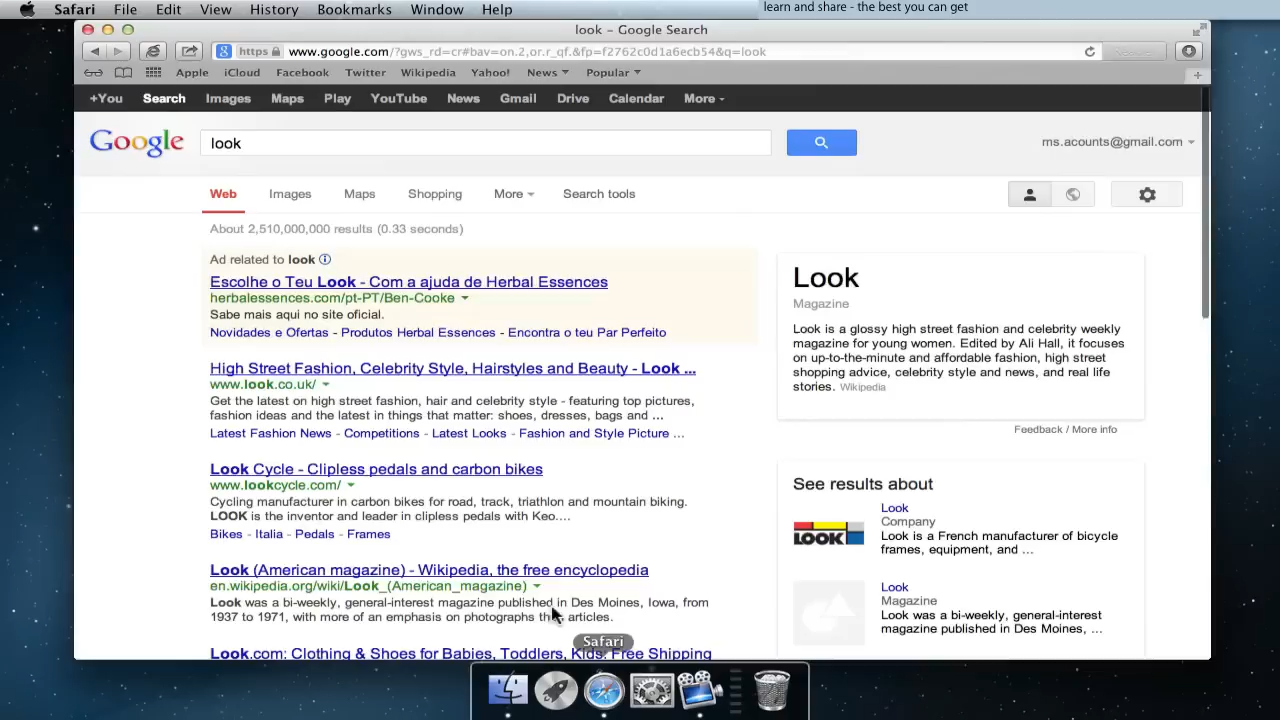 Safari File Edit View History Bookmarks Window Help
learn and share - the best you can get
look – Google Search
https www.google.com/?gws_rd=cr#bav=on.2,or.r_qf.&fp=f2762c0d1a6ecb54&q=look
Apple iCloud Facebook Twitter Wikipedia Yahoo! News Popular
+You Search Images Maps Play YouTube News Gmail Drive Calendar More
Google look ms.acounts@gmail.com
Web Images Maps Shopping More Search tools
About 2,510,000,000 results (0.33 seconds)
Ad related to look
Escolhe o Teu Look - Com a ajuda de Herbal Essences
herbalessences.com/pt-PT/Ben-Cooke
Sabe mais aqui no site oficial.
Novidades e Ofertas - Produtos Herbal Essences - Encontra o teu Par Perfeito
High Street Fashion, Celebrity Style, Hairstyles and Beauty - Look ...
www.look.co.uk/
Get the latest on high street fashion, hair and celebrity style - featuring top pictures,
fashion ideas and the latest in things that matter: shoes, dresses, bags and ...
Latest Fashion News - Competitions - Latest Looks - Fashion and Style Picture ...
Look Cycle - Clipless pedals and carbon bikes
www.lookcycle.com/
Cycling manufacturer in carbon bikes for road, track, triathlon and mountain biking.
LOOK is the inventor and leader in clipless pedals with Keo....
Bikes - Italia - Pedals - Frames
Look (American magazine) - Wikipedia, the free encyclopedia
en.wikipedia.org/wiki/Look_(American_magazine)
Look was a bi-weekly, general-interest magazine published in Des Moines, Iowa, from
1937 to 1971, with more of an emphasis on photographs articles.
Look.com: Clothing & Shoes for Babies, Toddlers, Kids: Free Shipping
Look
Magazine
Look is a glossy high street fashion and celebrity weekly
magazine for young women. Edited by Ali Hall, it focuses
on up-to-the-minute and affordable fashion, high street
shopping advice, celebrity style and news, and real life
stories. Wikipedia
Feedback / More info
See results about
Look
Company
Look is a French manufacturer of bicycle
frames, equipment, and ...
LOOK
Look
Magazine
Look was a bi-weekly, general-interest
magazine published in Des Moines, ...
Safari